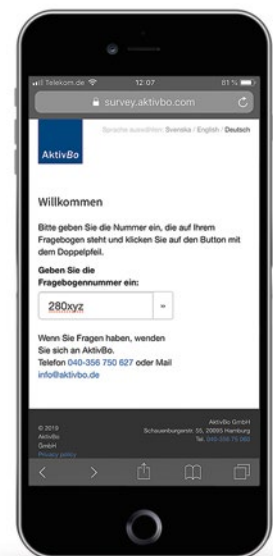 Telekom.de 12:07 81 %
survey.aktivbo.com
Sprache auswählen: Svenska / English / Deutsch
AktivBo
Willkommen
Bitte geben Sie die Nummer ein, die auf Ihrem
Fragebogen steht und klicken Sie auf den Button mit
dem Doppelpfeil.
Geben Sie die
Fragebogennummer ein:
280xyz »
Wenn Sie Fragen haben, wenden
Sie sich an AktivBo.
Telefon 040-356 750 627 oder Mail
info@aktivbo.de
© 2019
AktivBo
GmbH
Privacy policy
AktivBo GmbH
Schauenburgerstr. 55, 20095 Hamburg
Tel. 040-356 75 060